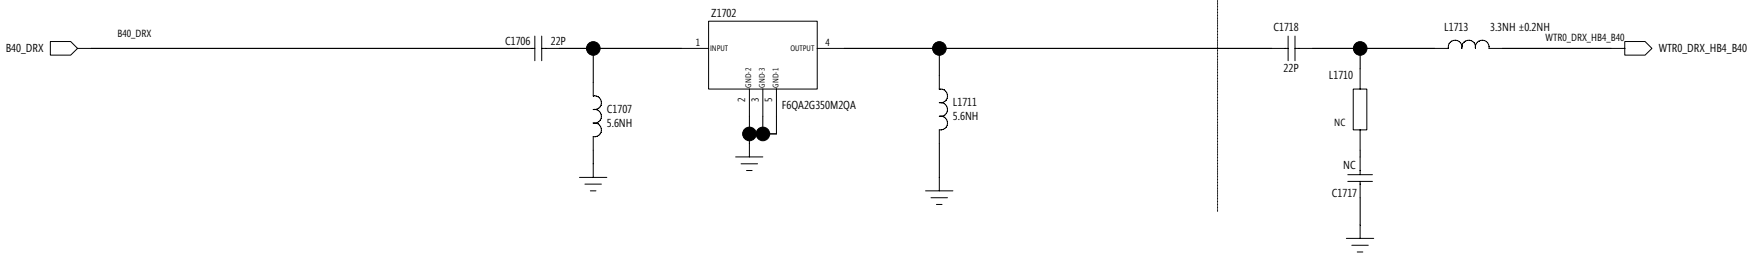 Z1702
B40_DRX
B40_DRX
C1706
22P
1
INPUT
OUTPUT
4
GND-2
GND-3
GND-1
2
3
5
F6QA2G350M2QA
C1707
5.6NH
L1711
5.6NH
C1718
22P
L1713
3.3NH ±0.2NH
WTR0_DRX_HB4_B40
WTR0_DRX_HB4_B40
L1710
NC
NC
C1717